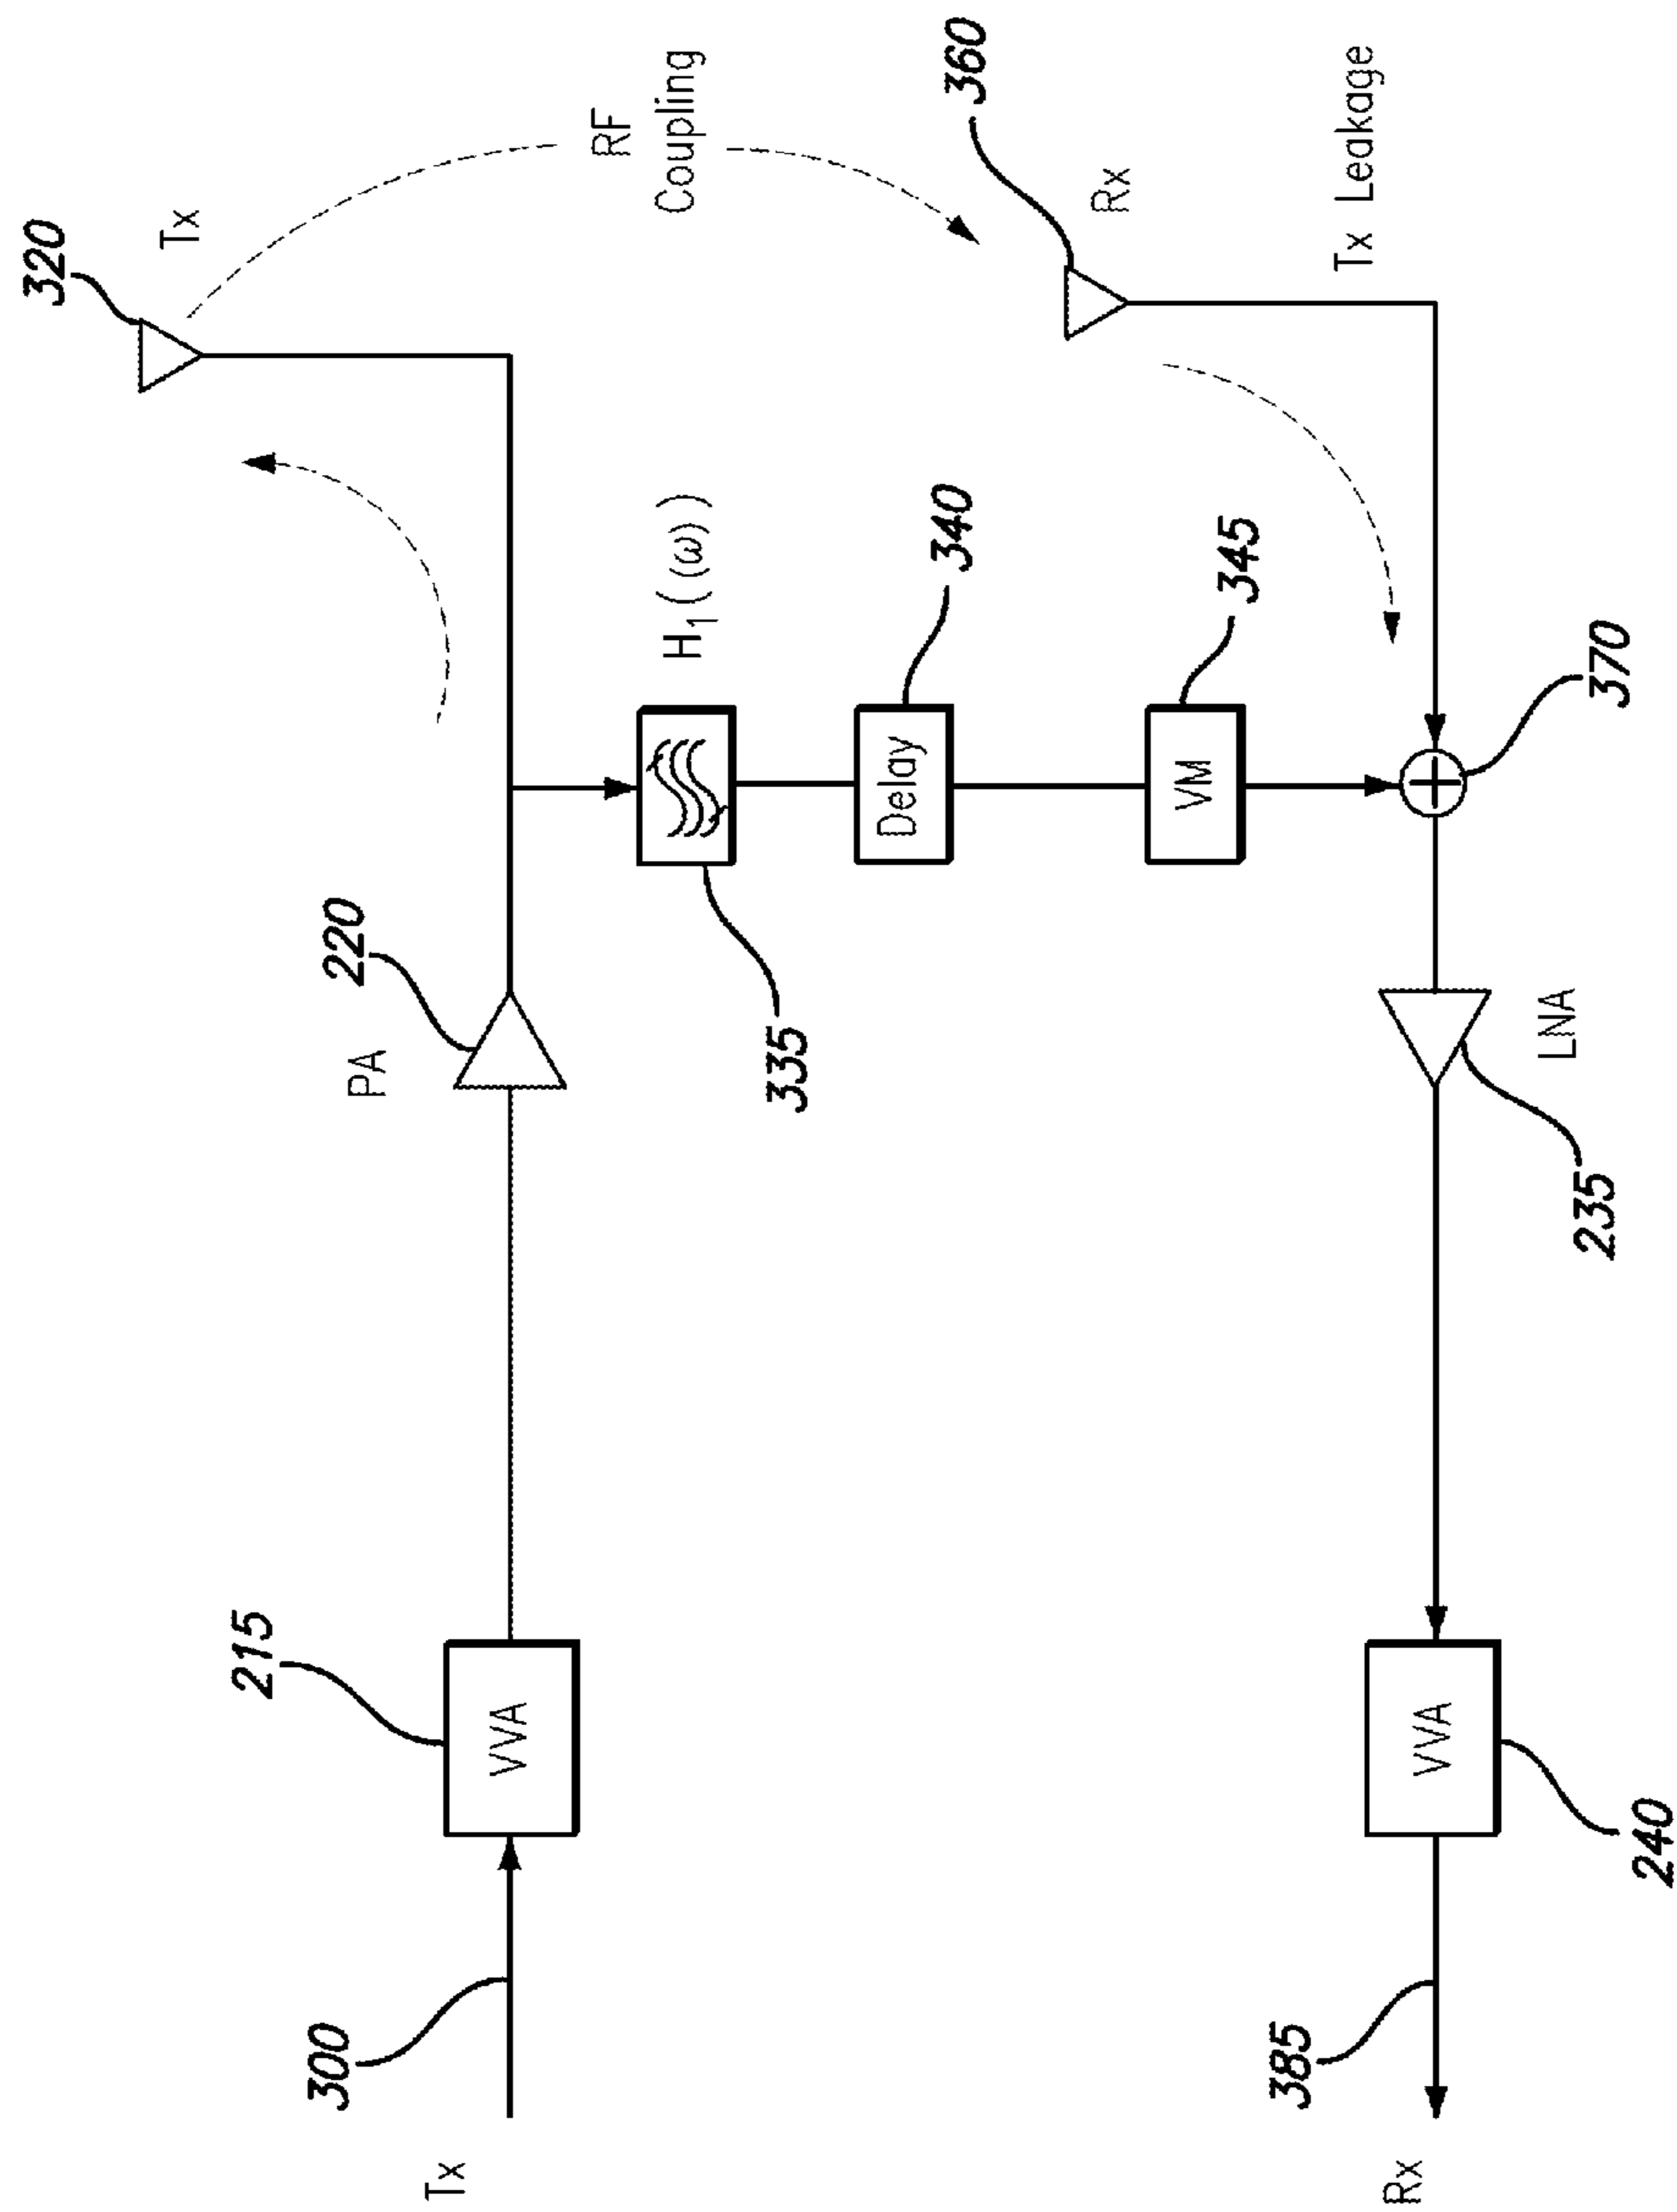 320
Tx
215
300
220
PA
Tx
VVA
RF
Coupling
H₁((ω))
335
Delay
340
360
Rx
VM
345
385
Tx Leakage
Rx
VVA
LNA
235
370
240